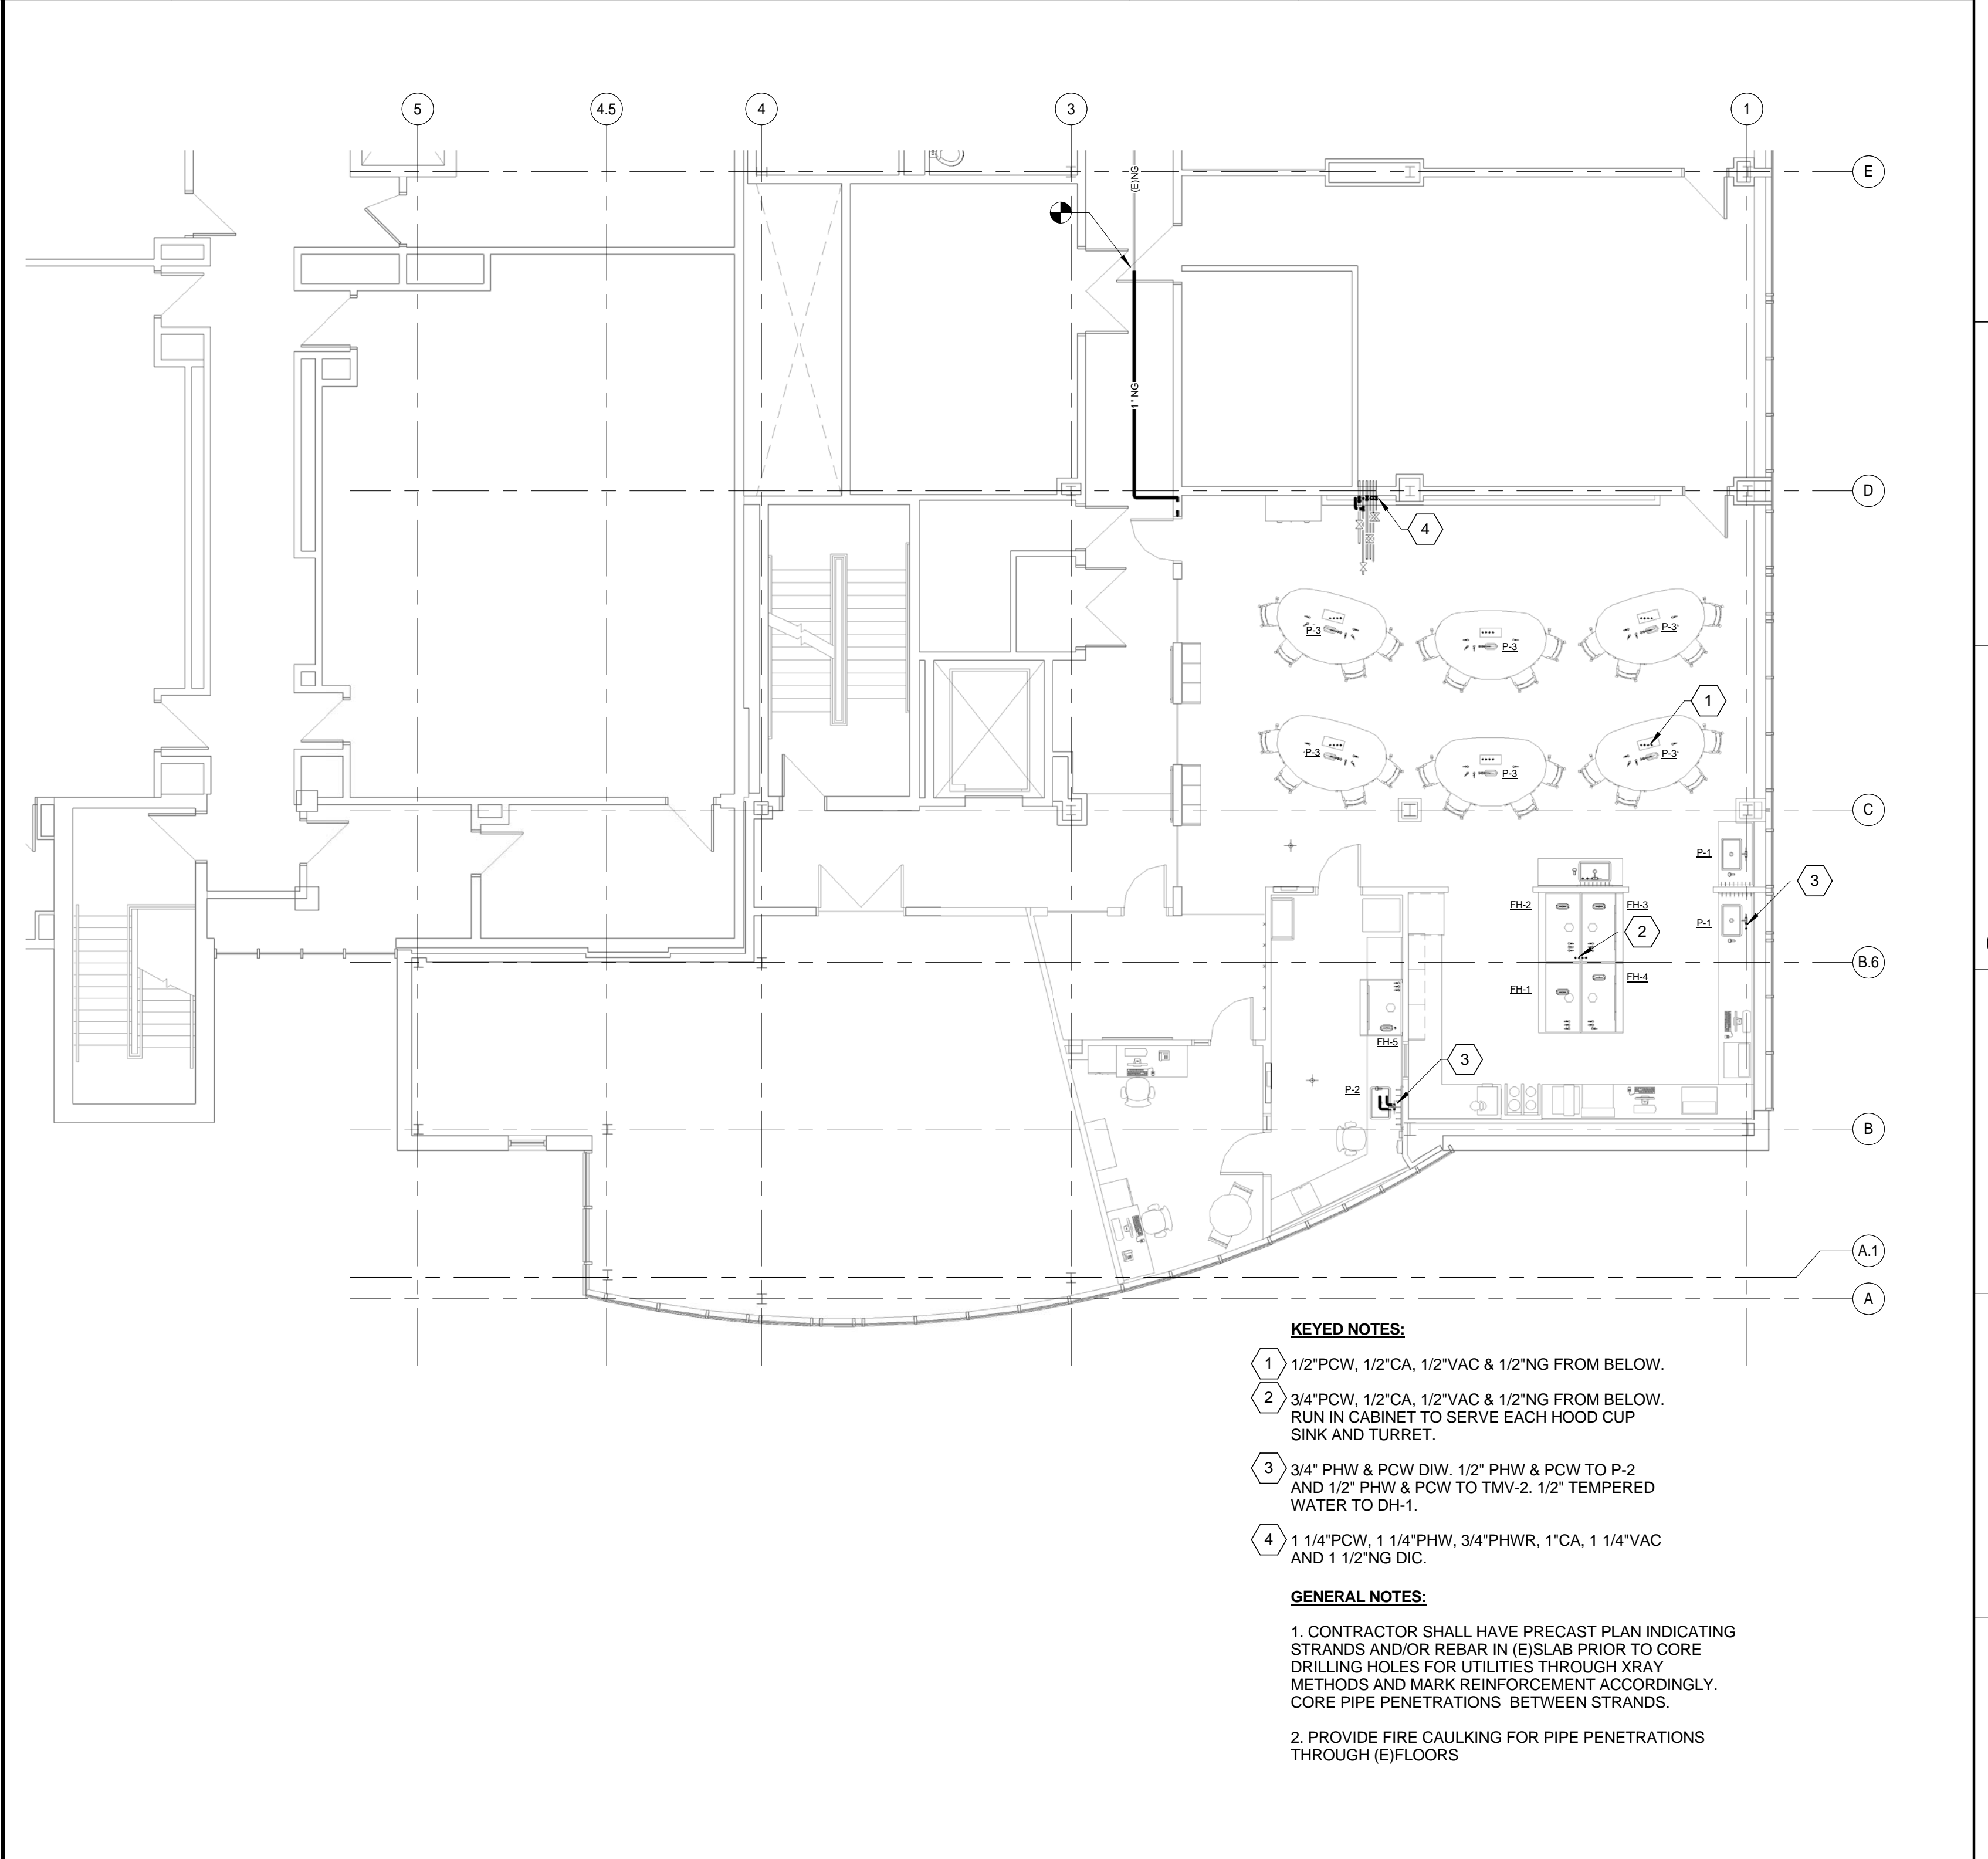 5
4.5
4
3
1
E
(E)NG
1" NG
D
4
P-3
P-3
P-3
1
P-3
P-3
P-3
C
P-1
3
FH-2
FH-3
P-1
2
B.6
FH-4
FH-1
FH-5
3
P-2
B
A.1
A
KEYED NOTES:
1 1/2"PCW, 1/2"CA, 1/2"VAC & 1/2"NG FROM BELOW.
2 3/4"PCW, 1/2"CA, 1/2"VAC & 1/2"NG FROM BELOW.
RUN IN CABINET TO SERVE EACH HOOD CUP
SINK AND TURRET.
3 3/4" PHW & PCW DIW. 1/2" PHW & PCW TO P-2
AND 1/2" PHW & PCW TO TMV-2. 1/2" TEMPERED
WATER TO DH-1.
4 1 1/4"PCW, 1 1/4"PHW, 3/4"PHWR, 1"CA, 1 1/4"VAC
AND 1 1/2"NG DIC.
GENERAL NOTES:
1. CONTRACTOR SHALL HAVE PRECAST PLAN INDICATING
STRANDS AND/OR REBAR IN (E)SLAB PRIOR TO CORE
DRILLING HOLES FOR UTILITIES THROUGH XRAY
METHODS AND MARK REINFORCEMENT ACCORDINGLY.
CORE PIPE PENETRATIONS BETWEEN STRANDS.
2. PROVIDE FIRE CAULKING FOR PIPE PENETRATIONS
THROUGH (E)FLOORS